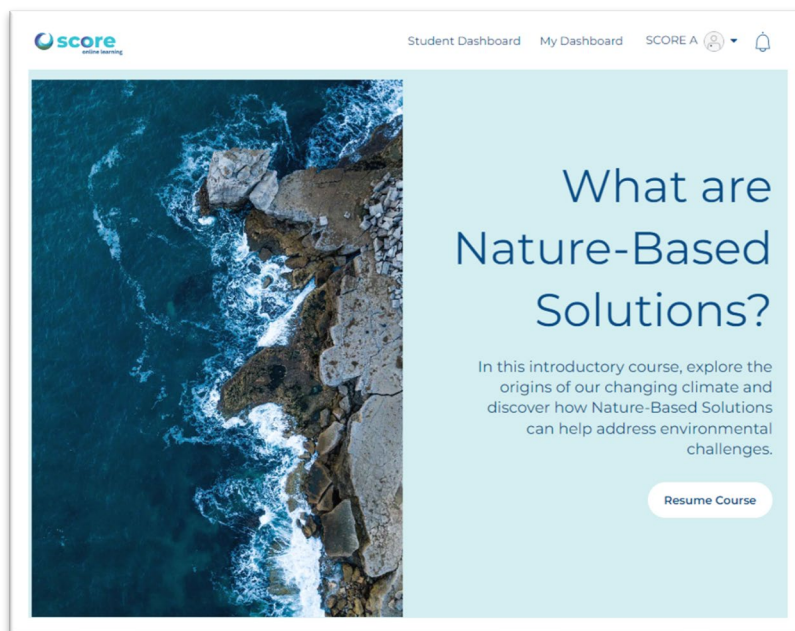 score
online learning
Student Dashboard My Dashboard SCORE A
What are
Nature-Based
Solutions?
In this introductory course, explore the
origins of our changing climate and
discover how Nature-Based Solutions
can help address environmental
challenges.
Resume Course